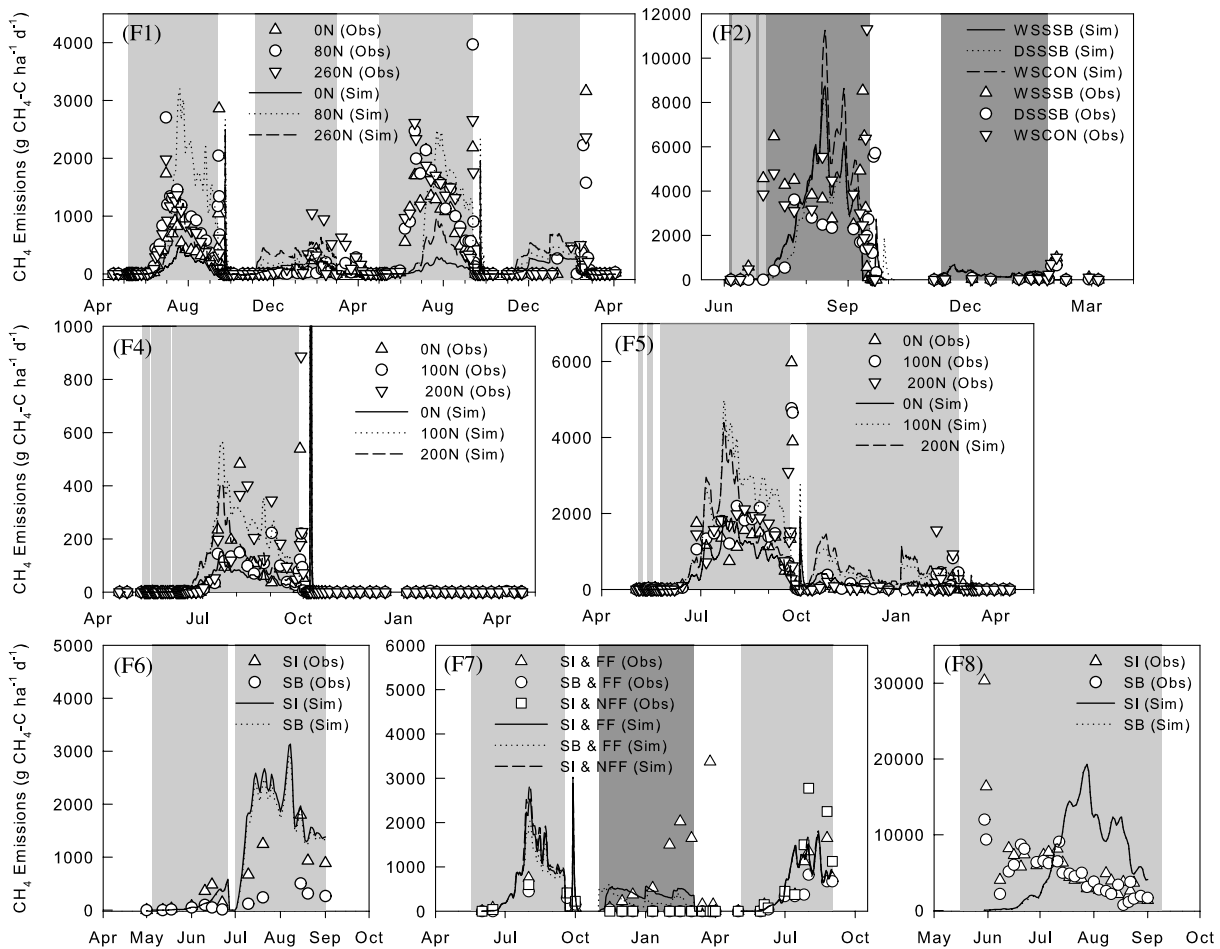 CH4 Emissions (g CH4-C ha-1 d-1)
(F1)
0N (Obs)
80N (Obs)
260N (Obs)
0N (Sim)
80N (Sim)
260N (Sim)
4000
3000
2000
1000
0
Apr Aug Dec Apr Aug Dec Apr
(F2)
WSSSB (Sim)
DSSSB (Sim)
WSCON (Sim)
WSSSB (Obs)
DSSSB (Obs)
WSCON (Obs)
12000
10000
8000
6000
4000
2000
0
Jun Sep Dec Mar
CH4 Emissions (g CH4-C ha-1 d-1)
(F4)
0N (Obs)
100N (Obs)
200N (Obs)
0N (Sim)
100N (Sim)
200N (Sim)
1000
800
600
400
200
0
Apr Jul Oct Jan Apr
(F5)
0N (Obs)
100N (Obs)
200N (Obs)
0N (Sim)
100N (Sim)
200N (Sim)
6000
4000
2000
0
Apr Jul Oct Jan Apr
CH4 Emissions (g CH4-C ha-1 d-1)
(F6)
SI (Obs)
SB (Obs)
SI (Sim)
SB (Sim)
5000
4000
3000
2000
1000
0
Apr May Jun Jul Aug Sep Oct
(F7)
SI & FF (Obs)
SB & FF (Obs)
SI & NFF (Obs)
SI & FF (Sim)
SB & FF (Sim)
SI & NFF (Sim)
6000
5000
4000
3000
2000
1000
0
Apr Jul Oct Jan Apr Jul Oct
(F8)
SI (Obs)
SB (Obs)
SI (Sim)
SB (Sim)
30000
20000
10000
0
May Jun Jul Aug Sep Oct